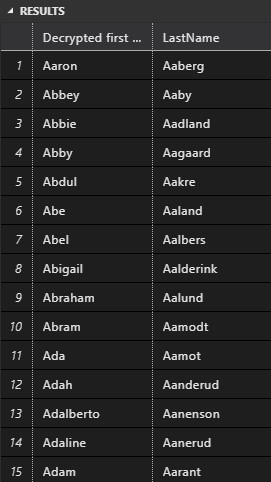 RESULTS
Decrypted first ... LastName
1 Aaron Aaberg
2 Abbey Aaby
3 Abbie Aadland
4 Abby Aagaard
5 Abdul Aakre
6 Abe Aaland
7 Abel Aalbers
8 Abigail Aalderink
9 Abraham Aalund
10 Abram Aamodt
11 Ada Aamot
12 Adah Aanderud
13 Adalberto Aanenson
14 Adaline Aanerud
15 Adam Aarant